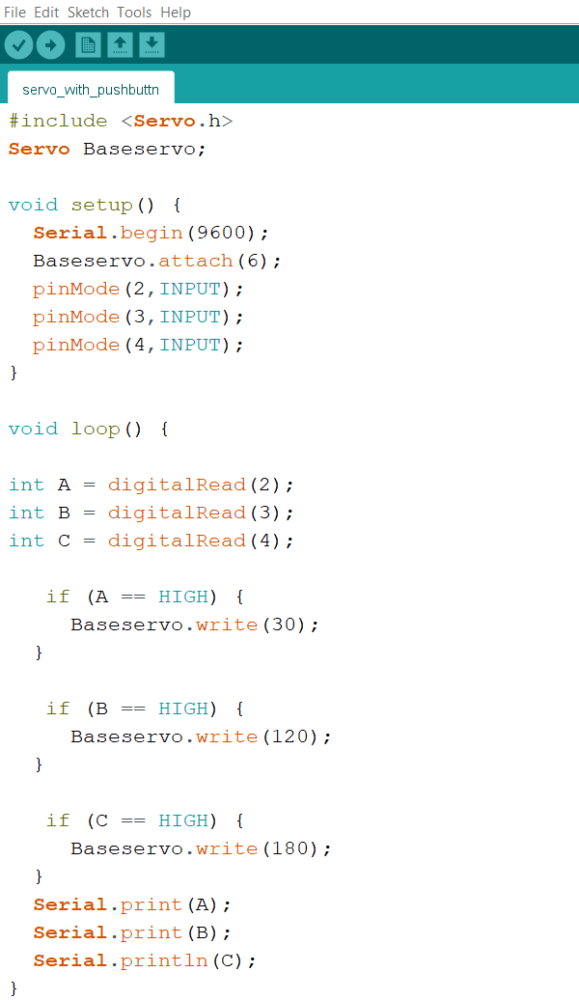 File Edit Sketch Tools Help
servo_with_pushbuttn
#include <Servo.h>
Servo Baseservo;
void setup() {
Serial.begin(9600);
Baseservo.attach(6);
pinMode(2,INPUT);
pinMode(3,INPUT);
pinMode(4,INPUT);
}
void loop() {
int A = digitalRead(2);
int B = digitalRead(3);
int C = digitalRead(4);
if (A == HIGH) {
Baseservo.write(30);
}
if (B == HIGH) {
Baseservo.write(120);
}
if (C == HIGH) {
Baseservo.write(180);
}
Serial.print(A);
Serial.print(B);
Serial.println(C);
}